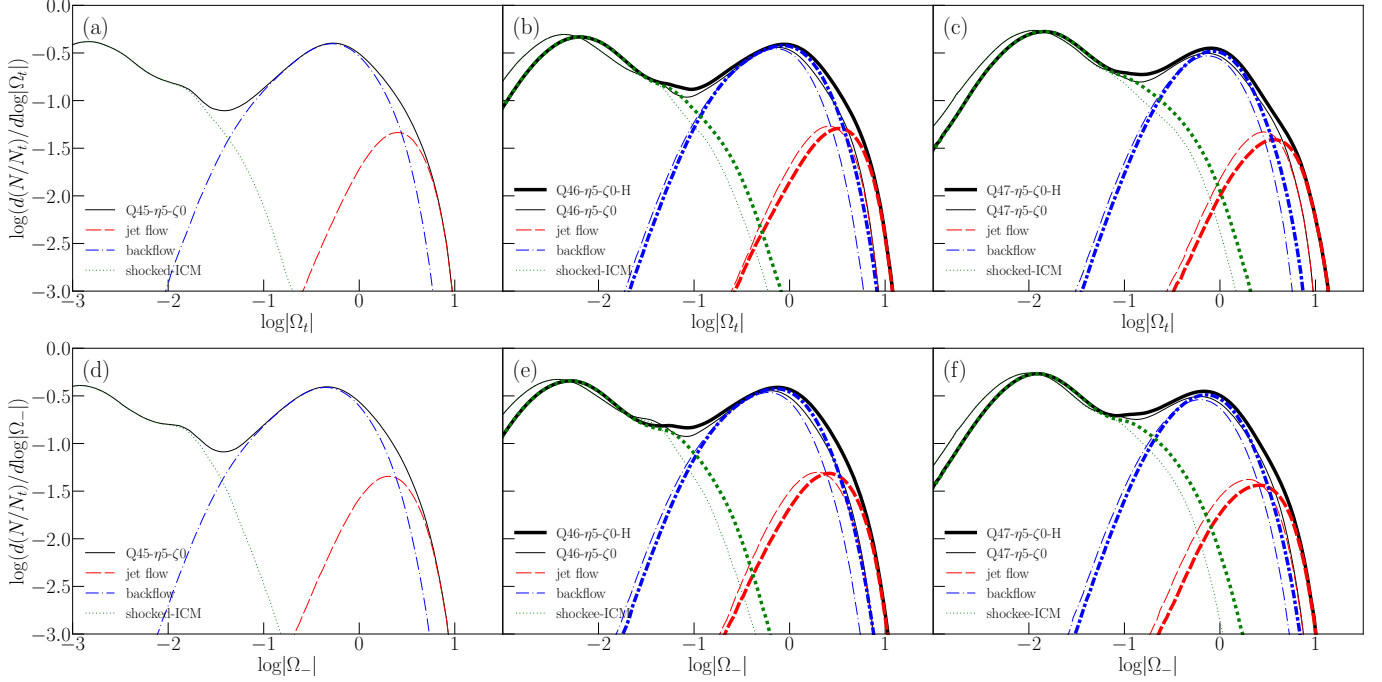 (a)
log(d(N/N_t)/dlog|Ω_t|)
0.0
−0.5
−1.0
−1.5
−2.0
−2.5
−3.0
Q45-η5-ζ0
jet flow
backflow
shocked-ICM
−3
−2
−1
0
1
log|Ω_t|
(b)
Q46-η5-ζ0-H
Q46-η5-ζ0
jet flow
backflow
shocked-ICM
−2
−1
0
1
log|Ω_t|
(c)
Q47-η5-ζ0-H
Q47-η5-ζ0
jet flow
backflow
shocked-ICM
−2
−1
0
1
log|Ω_t|
(d)
log(d(N/N_t)/dlog|Ω_−|)
0.0
−0.5
−1.0
−1.5
−2.0
−2.5
−3.0
Q45-η5-ζ0
jet flow
backflow
shocked-ICM
−3
−2
−1
0
1
log|Ω_−|
(e)
Q46-η5-ζ0-H
Q46-η5-ζ0
jet flow
backflow
shockee-ICM
−2
−1
0
1
log|Ω_−|
(f)
Q47-η5-ζ0-H
Q47-η5-ζ0
jet flow
backflow
shockee-ICM
−2
−1
0
1
log|Ω_−|